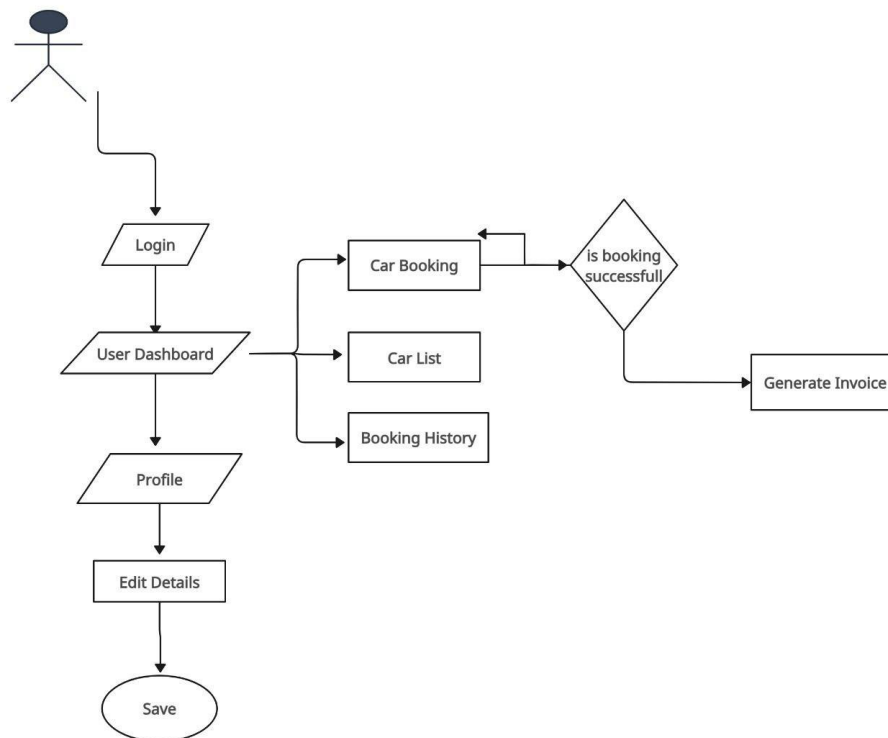 Login
User Dashboard
Profile
Edit Details
Save
Car Booking
Car List
Booking History
is booking
successfull
Generate Invoice